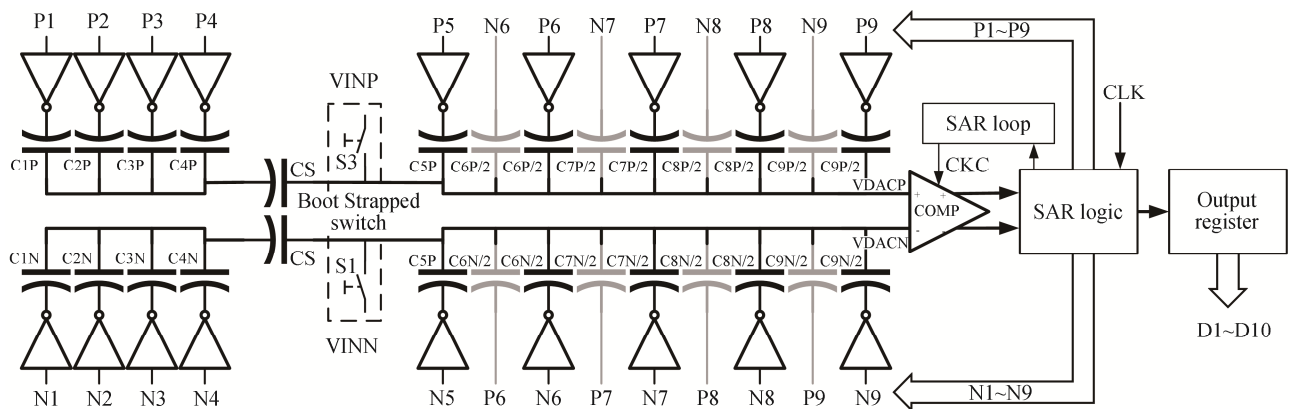 P1 P2 P3 P4 P5 N6 P6 N7 P7 N8 P8 N9 P9
P1~P9
VINP
CLK
SAR loop
S3
CKC
C1P C2P C3P C4P C5P C6P/2 C6P/2 C7P/2 C7P/2 C8P/2 C8P/2 C9P/2 C9P/2
CS
VDACP
Boot Strapped
switch
+ +
COMP
- -
SAR logic
Output
register
VDACN
C1N C2N C3N C4N C5P C6N/2 C6N/2 C7N/2 C7N/2 C8N/2 C8N/2 C9N/2 C9N/2
CS
S1
VINN
D1~D10
N1~N9
N1 N2 N3 N4 N5 P6 N6 P7 N7 P8 N8 P9 N9